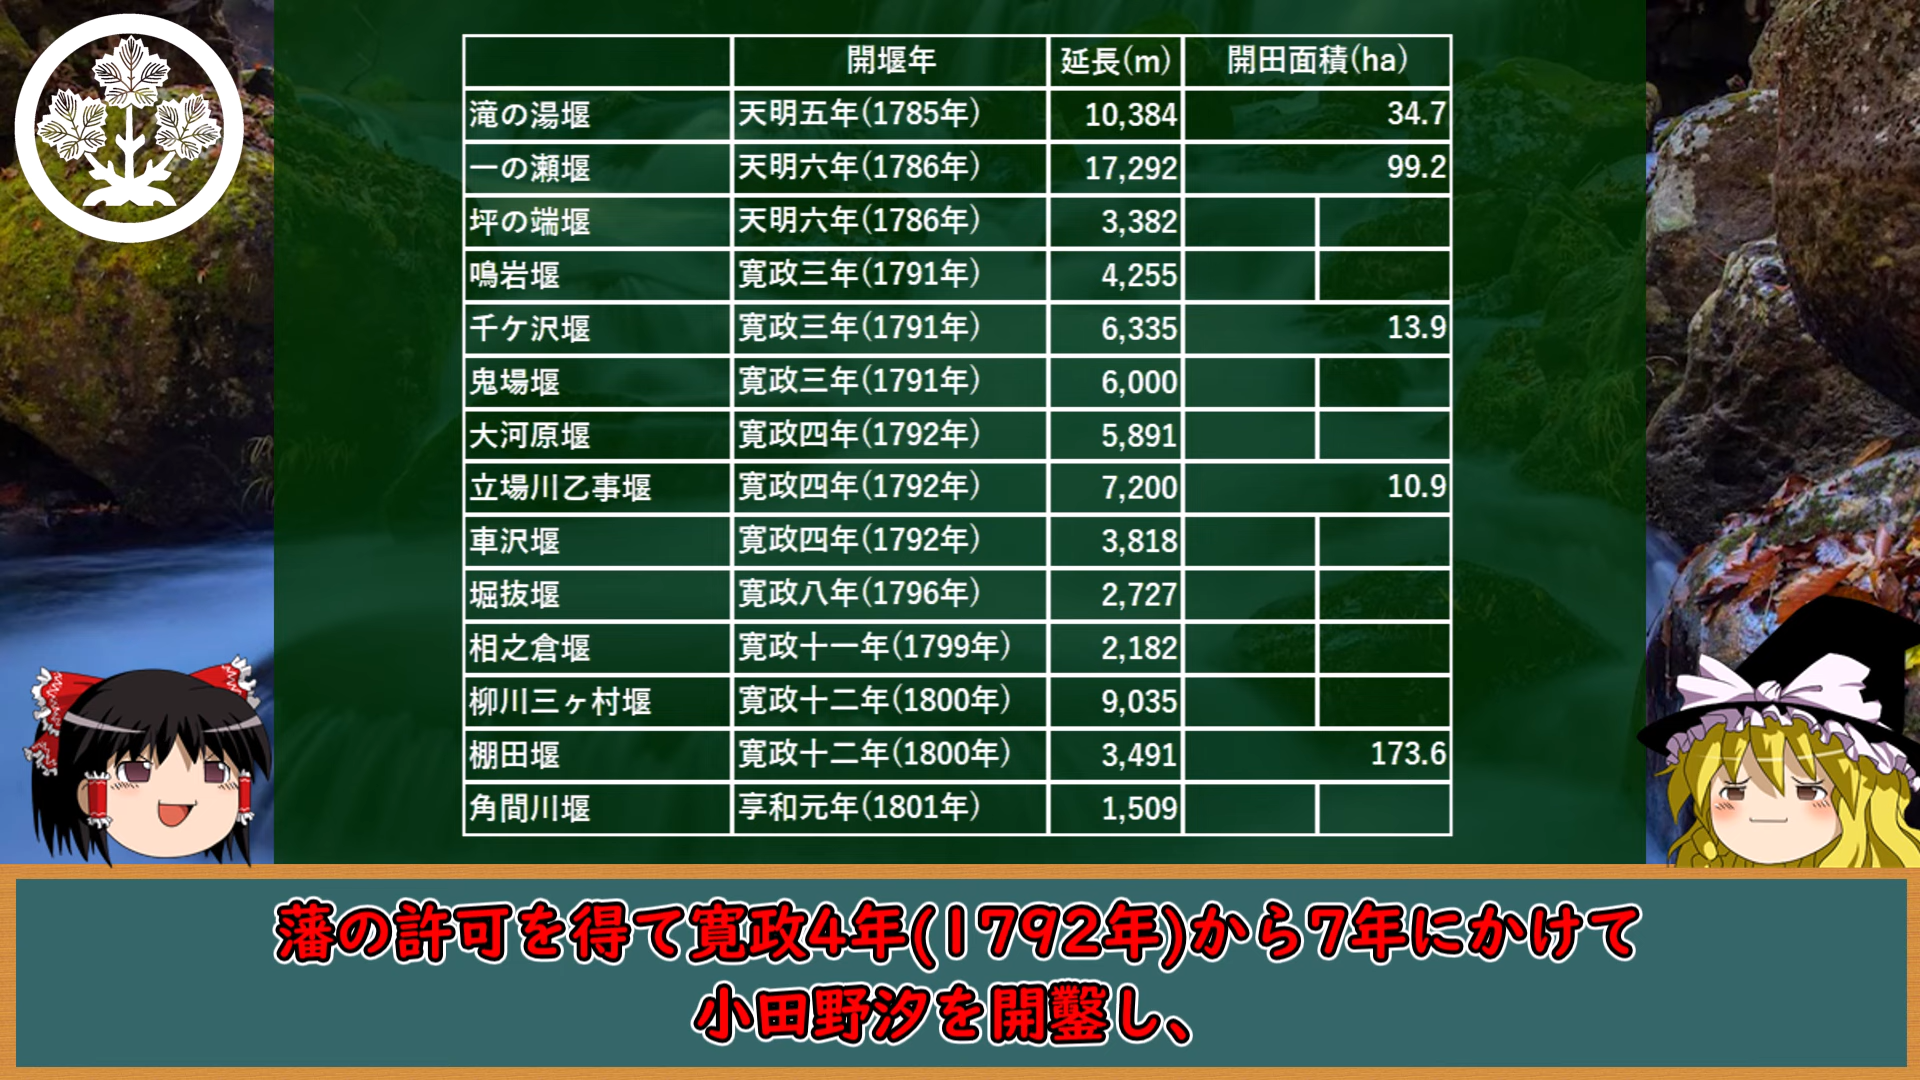 開堰年 延長(m) 開田面積(ha)
滝の湯堰 天明五年(1785年) 10,384 34.7
一の瀬堰 天明六年(1786年) 17,292 99.2
坪の端堰 天明六年(1786年) 3,382
鳴岩堰 寛政三年(1791年) 4,255
千ケ沢堰 寛政三年(1791年) 6,335 13.9
鬼場堰 寛政三年(1791年) 6,000
大河原堰 寛政四年(1792年) 5,891
立場川乙事堰 寛政四年(1792年) 7,200 10.9
車沢堰 寛政四年(1792年) 3,818
堀抜堰 寛政八年(1796年) 2,727
相之倉堰 寛政十一年(1799年) 2,182
柳川三ヶ村堰 寛政十二年(1800年) 9,035
棚田堰 寛政十二年(1800年) 3,491 173.6
角間川堰 享和元年(1801年) 1,509
藩の許可を得て寛政4年(1792年)から7年にかけて
小田野汐を開鑿し、